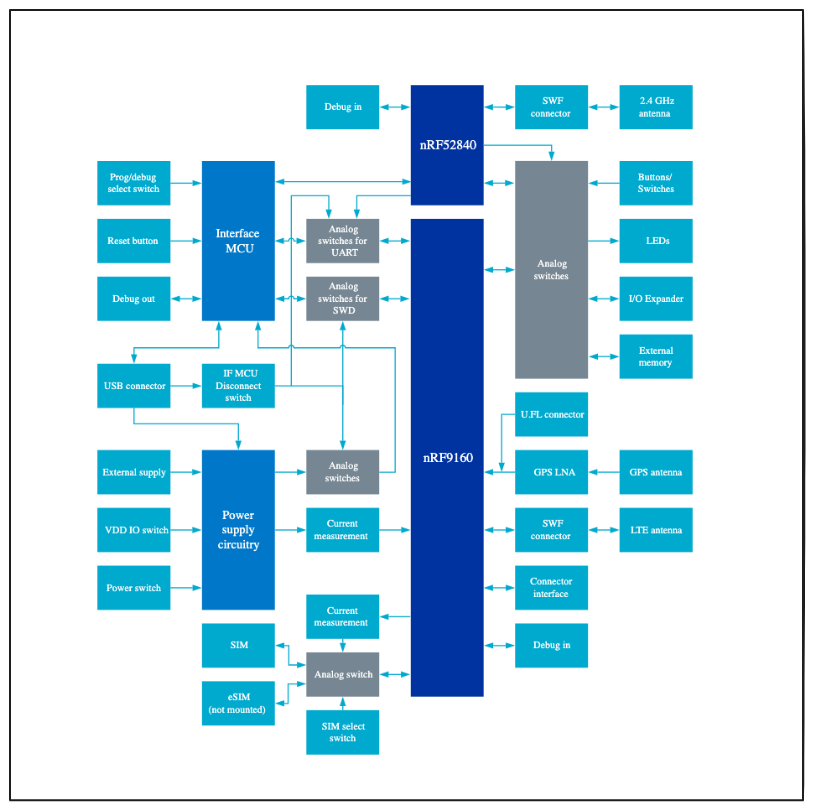 Debug in
nRF52840
SWF
connector
2.4 GHz
antenna
Prog/debug
select switch
Interface
MCU
Buttons/
Switches
Reset button
Analog
switches for
UART
LEDs
Analog
switches
Debug out
Analog
switches for
SWD
I/O Expander
External
memory
USB connector
IF MCU
Disconnect
switch
U.FL connector
nRF9160
External supply
Analog
switches
GPS LNA
GPS antenna
Power
supply
circuitry
VDD IO switch
Current
measurement
SWF
connector
LTE antenna
Power switch
Connector
interface
Current
measurement
SIM
Debug in
Analog switch
eSIM
(not mounted)
SIM select
switch